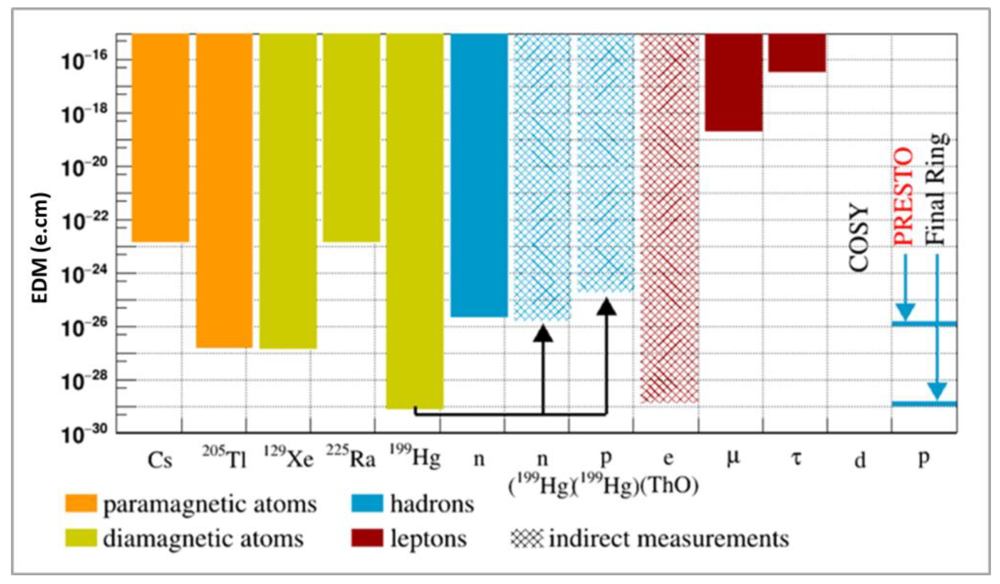 EDM (e.cm)
10⁻¹⁶
10⁻¹⁸
10⁻²⁰
10⁻²²
10⁻²⁴
10⁻²⁶
10⁻²⁸
10⁻³⁰
COSY
PRESTO
Final Ring
Cs ²⁰⁵Tl ¹²⁹Xe ²²⁵Ra ¹⁹⁹Hg n n p e μ τ d p
(¹⁹⁹Hg)(¹⁹⁹Hg)(ThO)
paramagnetic atoms hadrons
diamagnetic atoms leptons indirect measurements